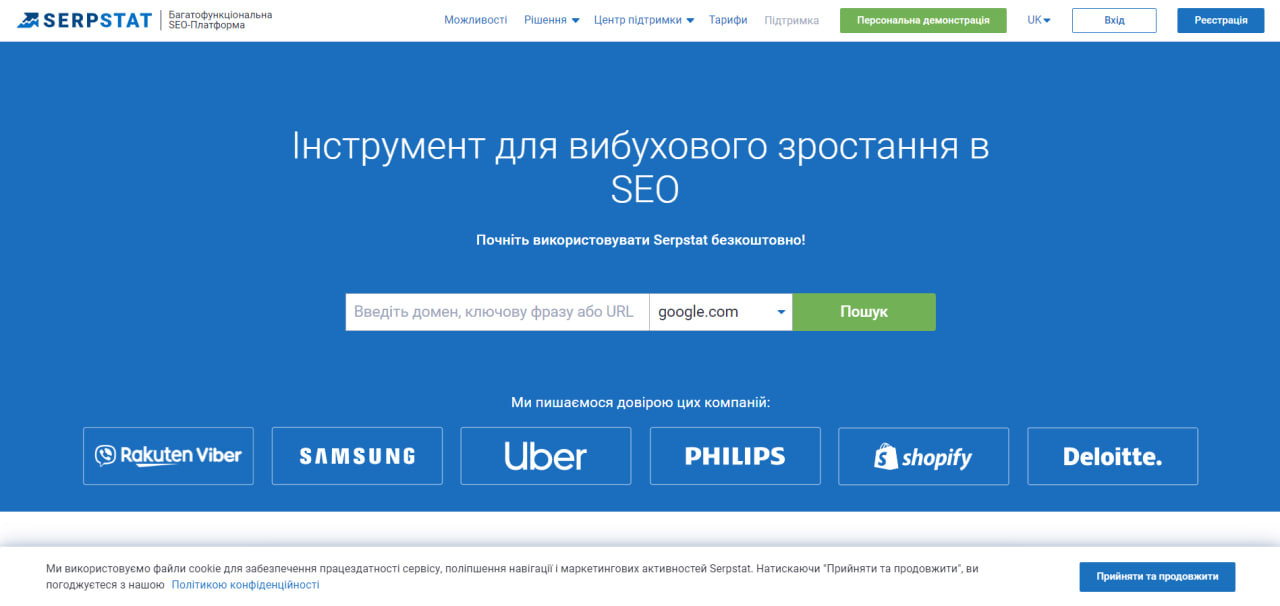 SERPSTAT
Багатофункціональна
SEO-Платформа
Можливості Рішення Центр підтримки Тарифи Підтримка Персональна демонстрація UK Вхід Реєстрація
Інструмент для вибухового зростання в
SEO
Почніть використовувати Serpstat безкоштовно!
Введіть домен, ключову фразу або URL google.com Пошук
Ми пишаємося довірою цих компаній:
Rakuten Viber SAMSUNG Uber PHILIPS shopify Deloitte.
Ми використовуємо файли cookie для забезпечення працездатності сервісу, поліпшення навігації і маркетингових активностей Serpstat. Натискаючи "Прийняти та продовжити", ви
погоджуєтеся з нашою Політикою конфіденційності
Прийняти та продовжити